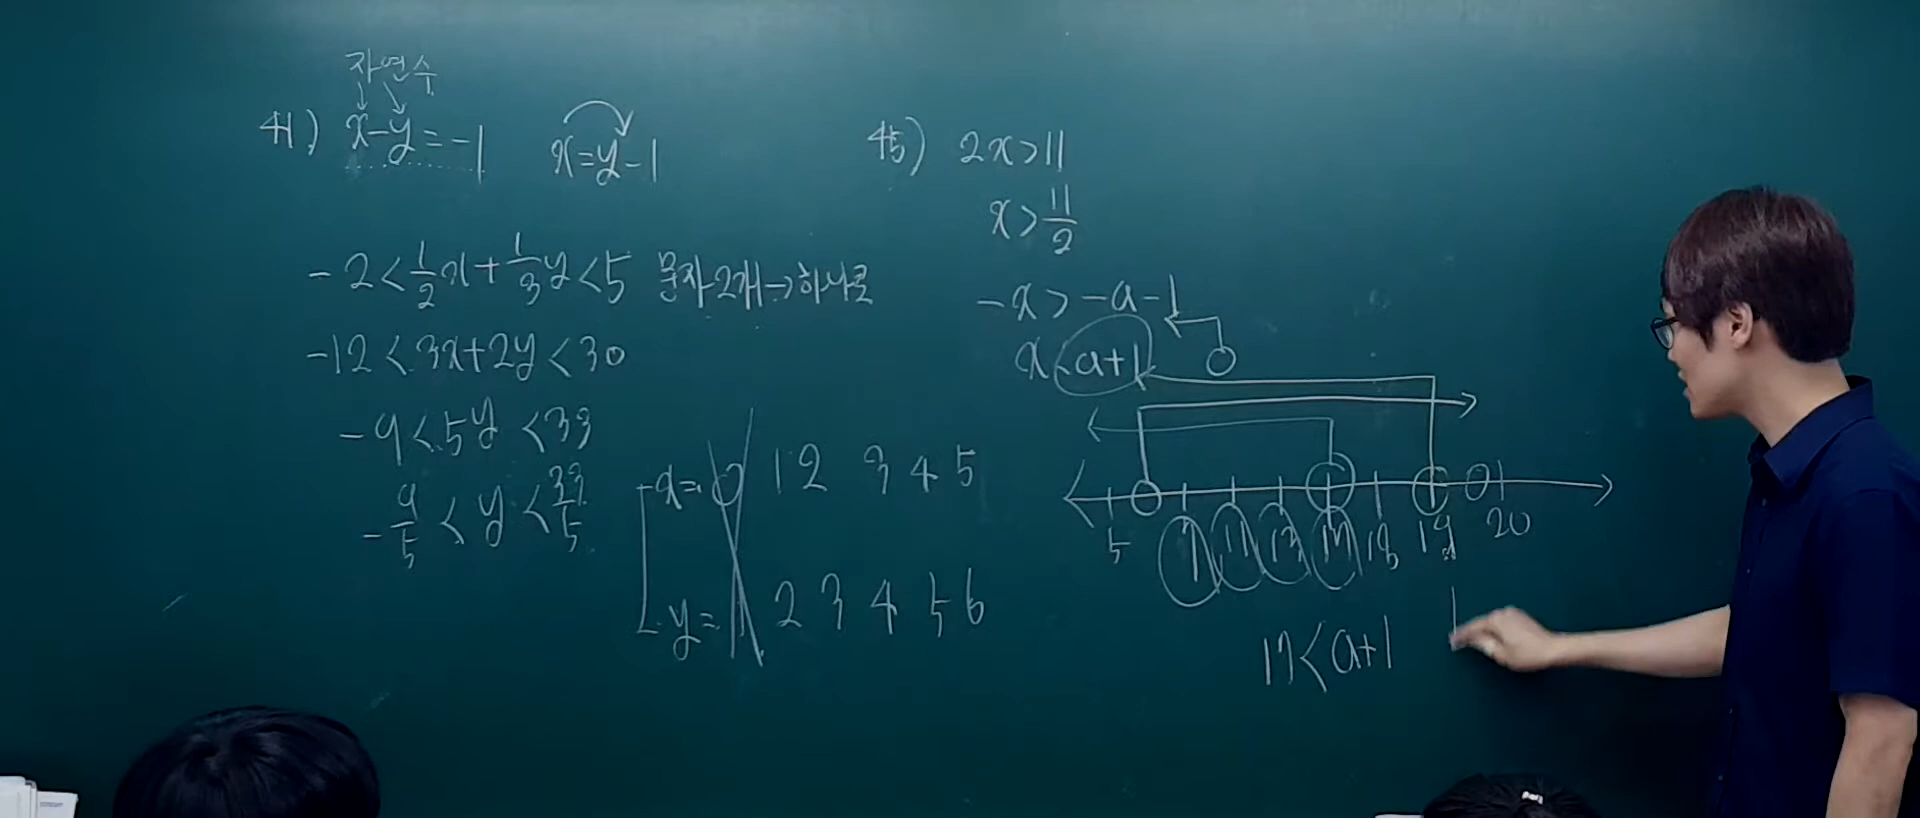 자연수
41) x-y=-1
x=y-1
-2<1/2x+1/3y<5 문자2개→하나로
-12<3x+2y<30
-9<5y<33
-9/5<y<33/5
x=0 1 2 3 4 5
y=1 2 3 4 5 6
45) 2x>11
x>11/2
-x>-a-1
x<a+1
5 7 11 13 17 18 19 20
17<a+1